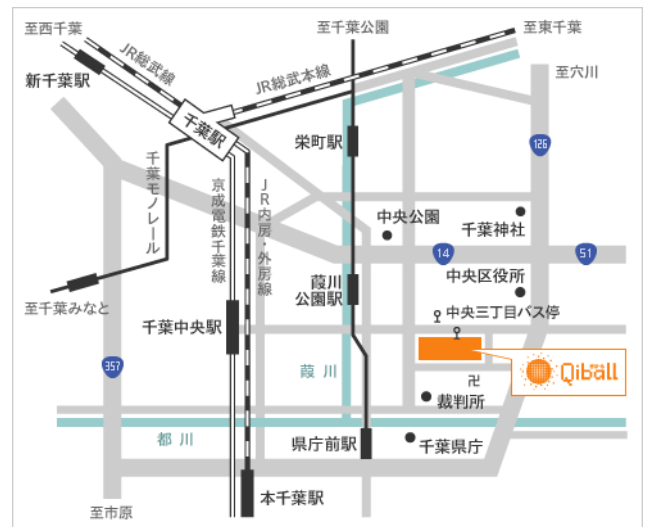 至西千葉
至千葉公園
至東千葉
JR総武線
JR総武本線
至穴川
新千葉駅
千葉駅
栄町駅
126
千葉モノレール
京成電鉄千葉線
JR内房・外房線
中央公園
千葉神社
14
51
中央区役所
葭川
公園駅
至千葉みなと
千葉中央駅
中央三丁目バス停
357
葭川
Qiball
裁判所
都川
県庁前駅
千葉県庁
本千葉駅
至市原